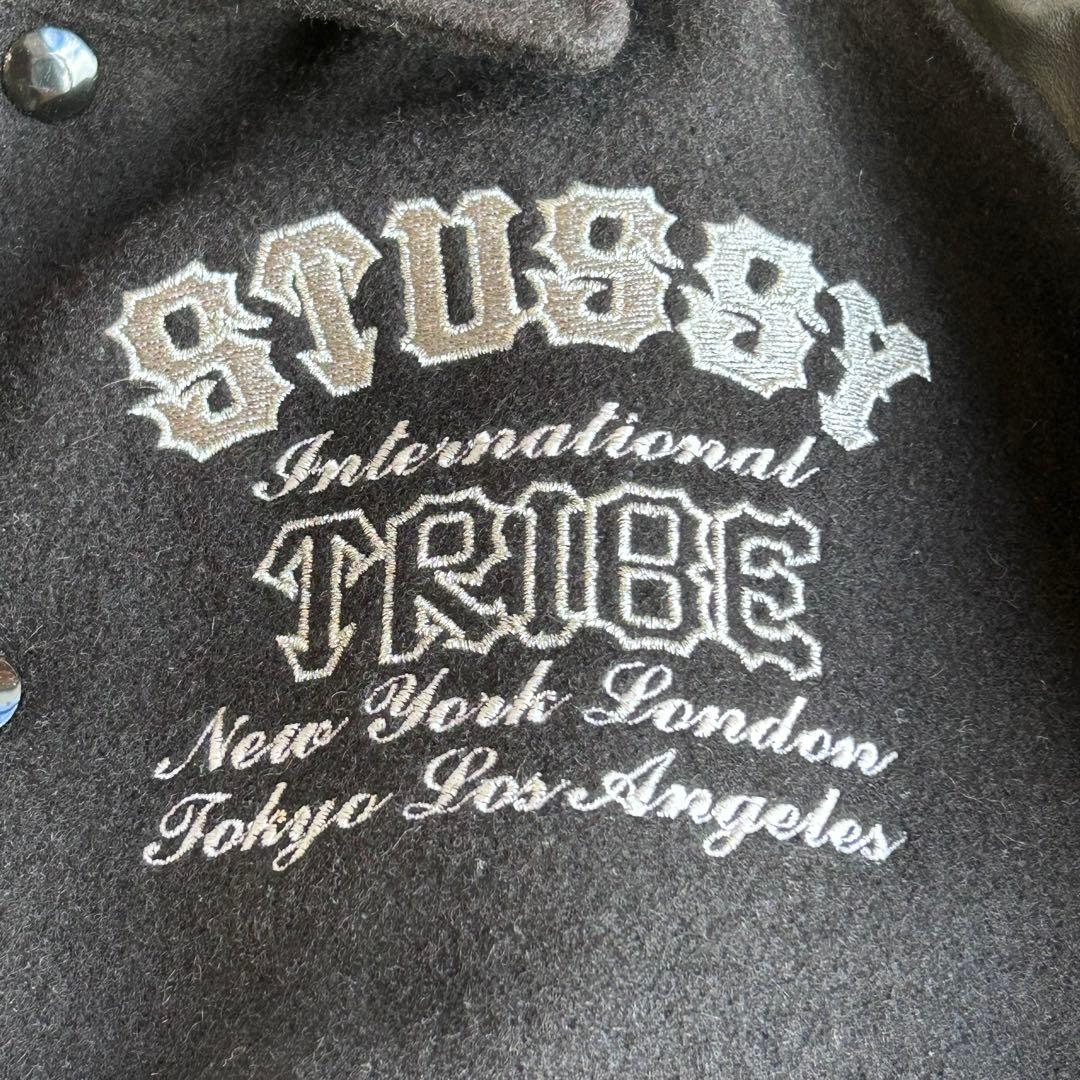 STUSSY
International
TRIBE
New York London
Tokyo Los Angeles